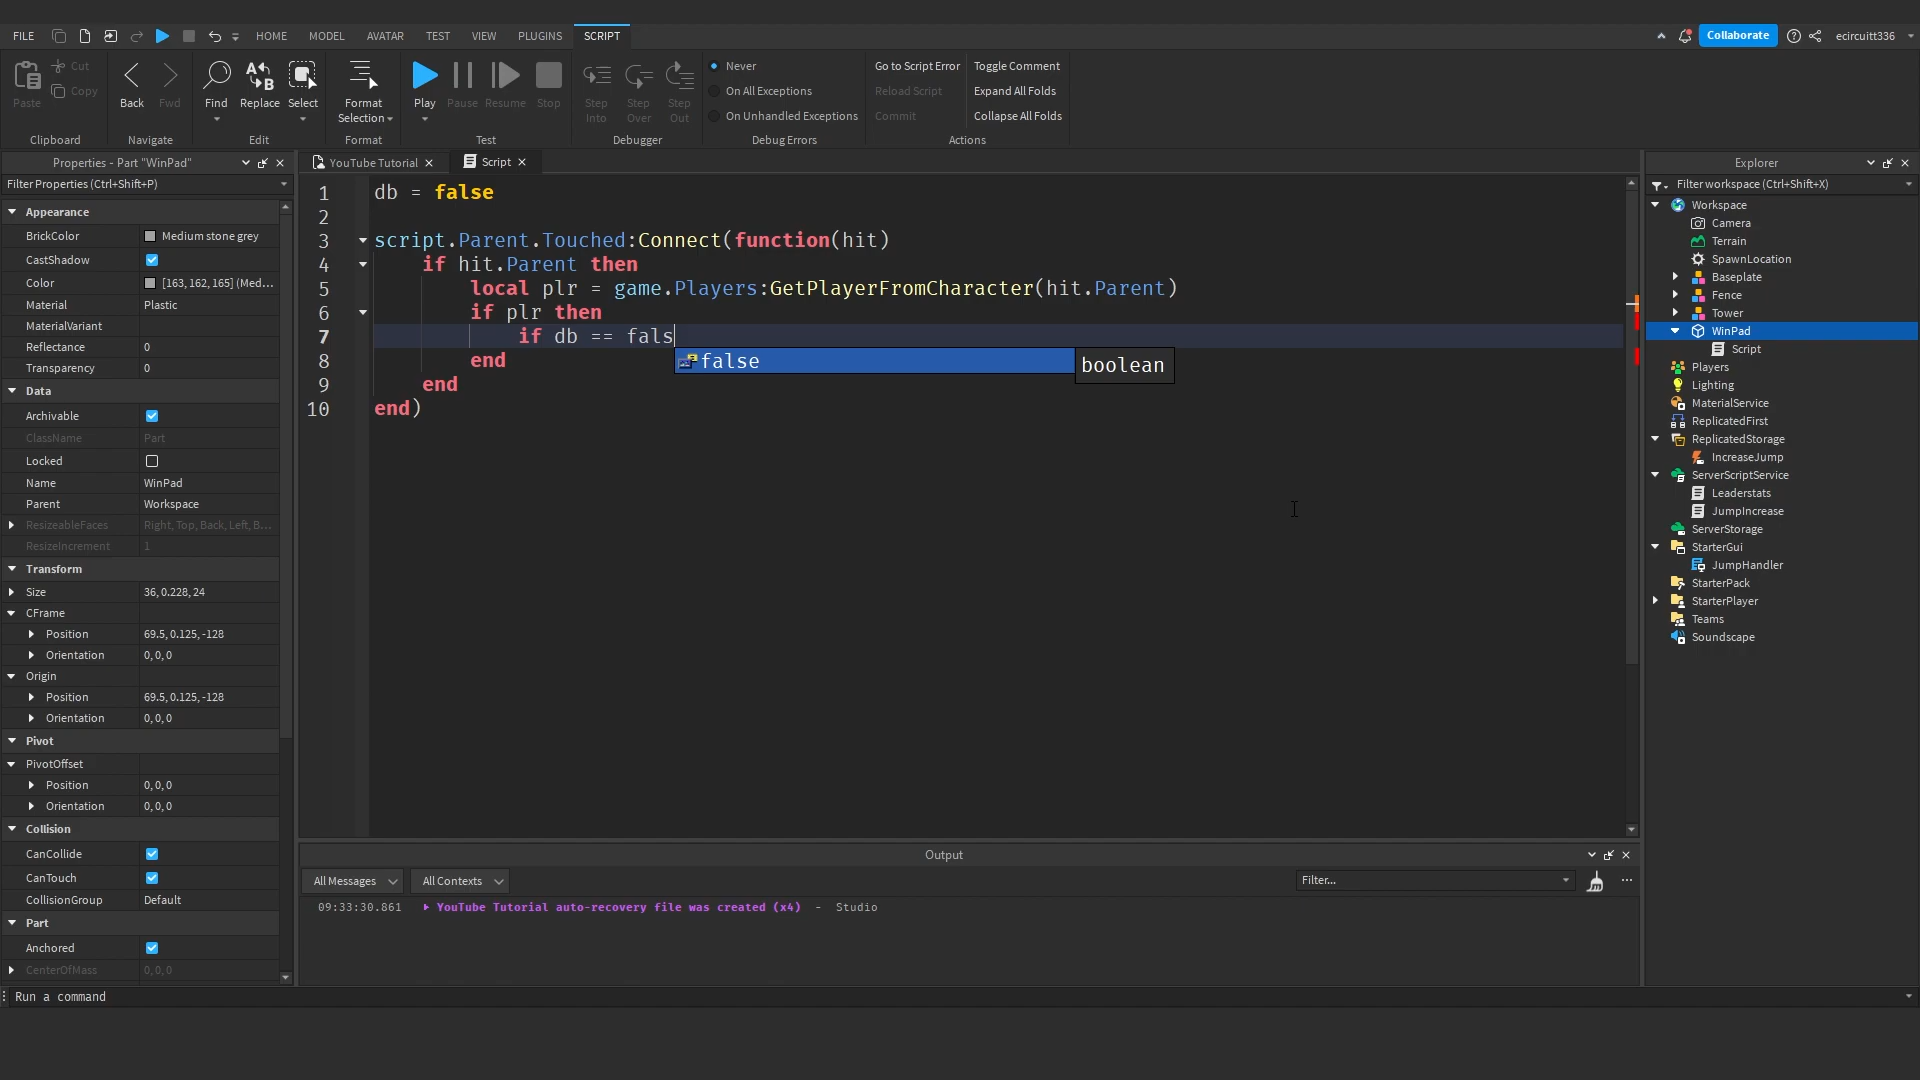 FILE HOME MODEL AVATAR TEST VIEW PLUGINS SCRIPT Collaborate ecircuitt336
Paste Cut Copy Back Fwd Find Replace Select Format Selection Play Pause Resume Stop Step Into Step Over Step Out
Never Go to Script Error Toggle Comment
On All Exceptions Reload Script Expand All Folds
On Unhandled Exceptions Commit Collapse All Folds
Clipboard Navigate Edit Format Test Debugger Debug Errors Actions
Properties - Part "WinPad"
Filter Properties (Ctrl+Shift+P)
Appearance
BrickColor Medium stone grey
CastShadow
Color [163, 162, 165] (Med...
Material Plastic
MaterialVariant
Reflectance 0
Transparency 0
Data
Archivable
ClassName Part
Locked
Name WinPad
Parent Workspace
ResizeableFaces Right, Top, Back, Left, B...
ResizeIncrement 1
Transform
Size 36, 0.228, 24
CFrame
Position 69.5, 0.125, -128
Orientation 0, 0, 0
Origin
Position 69.5, 0.125, -128
Orientation 0, 0, 0
Pivot
PivotOffset
Position 0, 0, 0
Orientation 0, 0, 0
Collision
CanCollide
CanTouch
CollisionGroup Default
Part
Anchored
CenterOfMass 0, 0, 0
YouTube Tutorial Script
1 db = false
2
3 script.Parent.Touched:Connect(function(hit)
4 if hit.Parent then
5 local plr = game.Players:GetPlayerFromCharacter(hit.Parent)
6 if plr then
7 if db == fals
false boolean
8 end
9 end
10 end)
Output
All Messages All Contexts Filter...
09:33:30.861 YouTube Tutorial auto-recovery file was created (x4) - Studio
Explorer
Filter workspace (Ctrl+Shift+X)
Workspace
Camera
Terrain
SpawnLocation
Baseplate
Fence
Tower
WinPad
Script
Players
Lighting
MaterialService
ReplicatedFirst
ReplicatedStorage
IncreaseJump
ServerScriptService
Leaderstats
JumpIncrease
ServerStorage
StarterGui
JumpHandler
StarterPack
StarterPlayer
Teams
Soundscape
Run a command